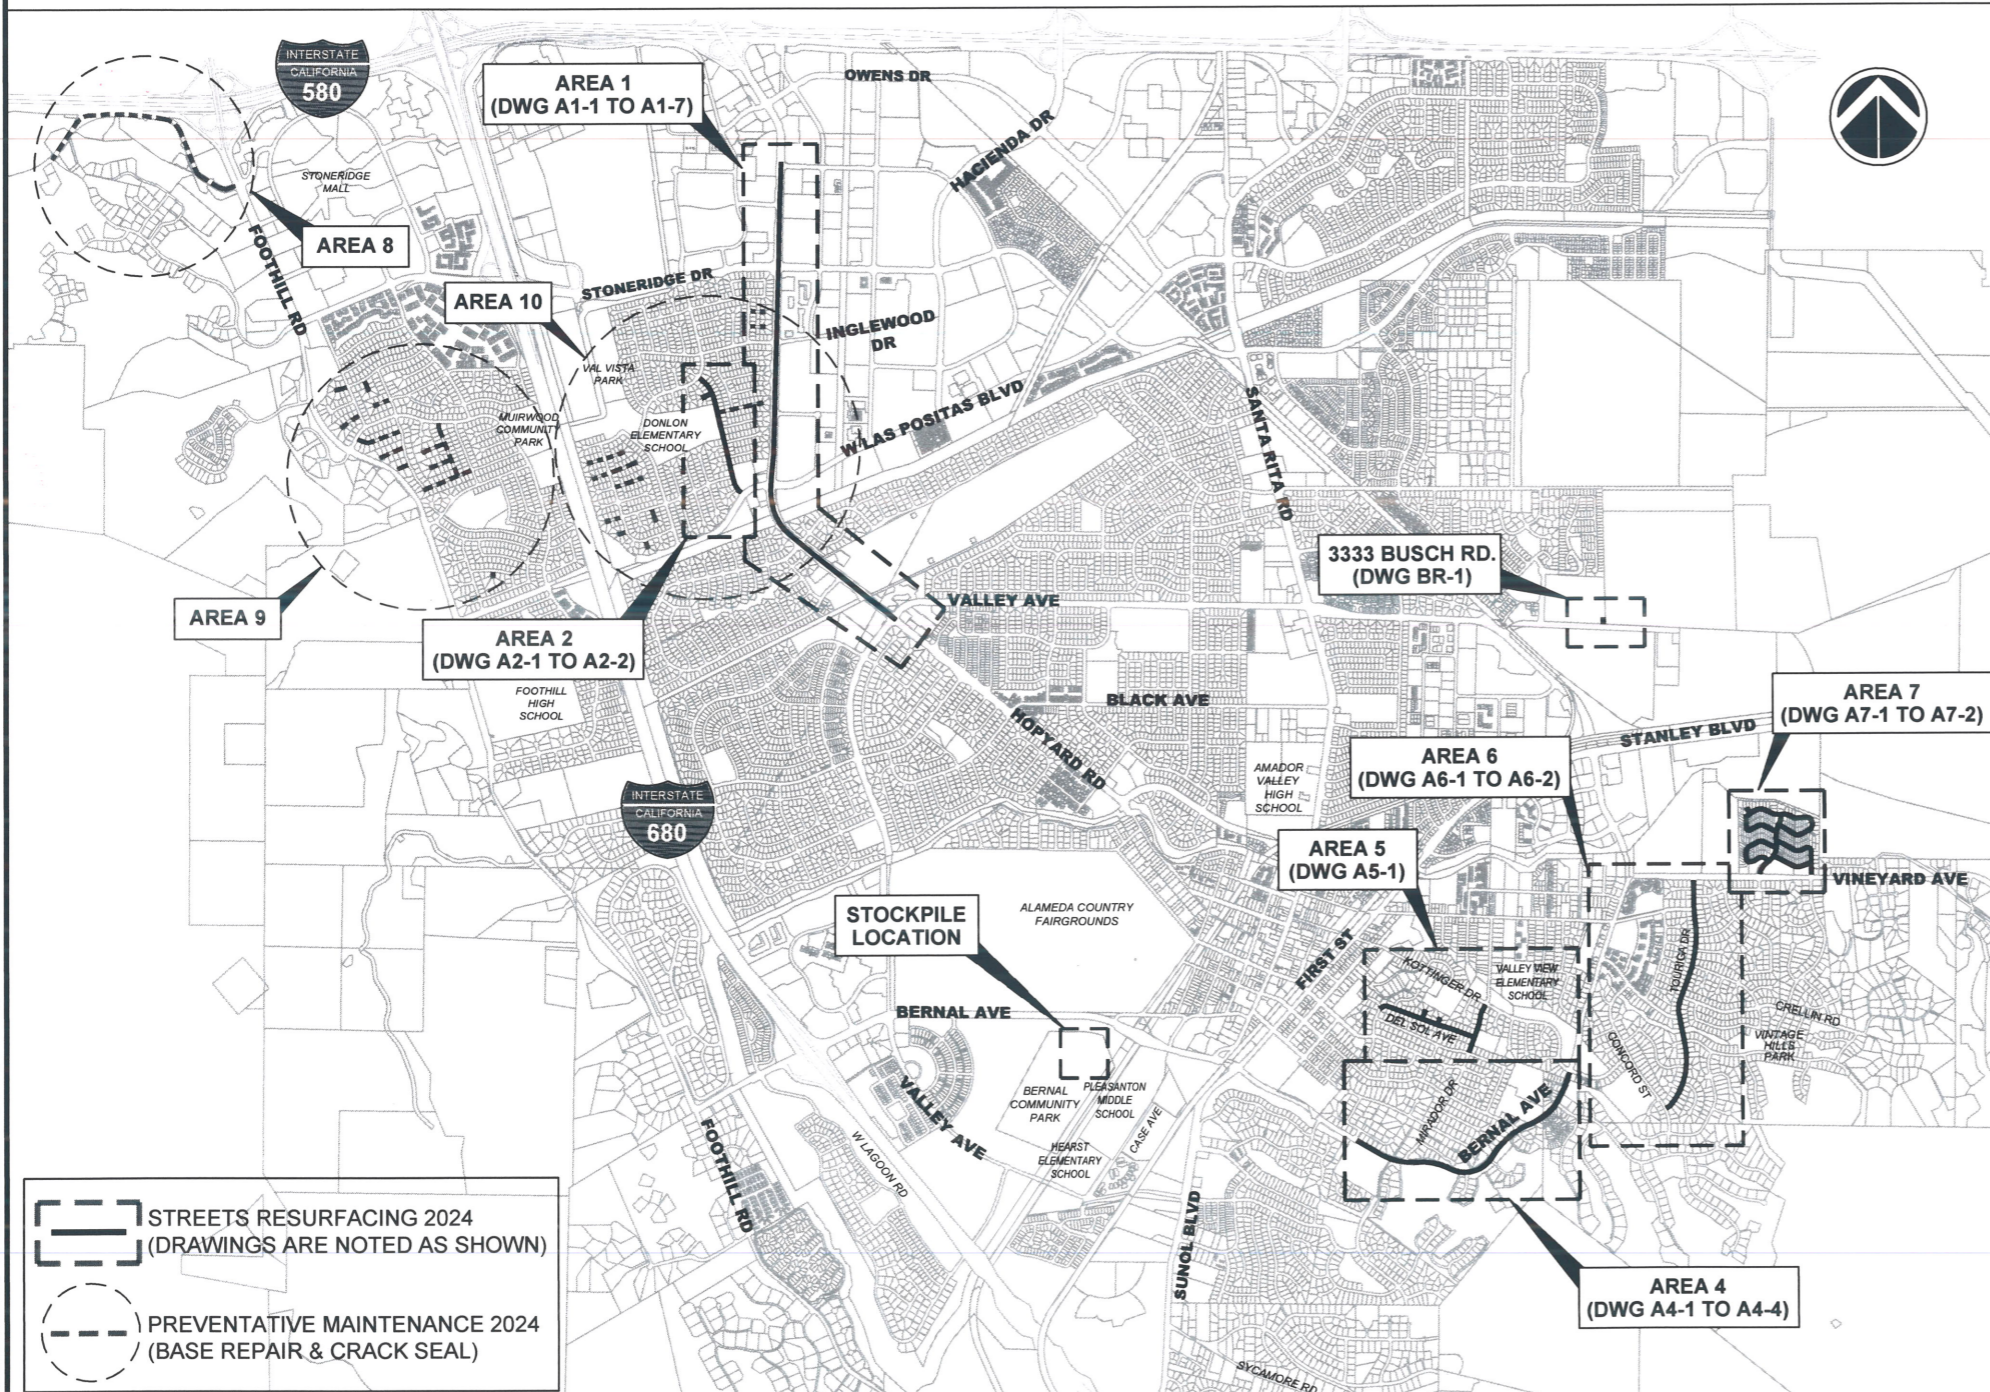 INTERSTATE
CALIFORNIA
580
AREA 1
(DWG A1-1 TO A1-7)
OWENS DR
HACIENDA DR
STONERIDGE
MALL
AREA 8
FOOTHILL RD
AREA 10
STONERIDGE DR
INGLEWOOD
DR
VAL VISTA
PARK
MUIRWOOD
COMMUNITY
PARK
DONLON
ELEMENTARY
SCHOOL
W LAS POSITAS BLVD
SANTA RITA RD
3333 BUSCH RD.
(DWG BR-1)
AREA 9
AREA 2
(DWG A2-1 TO A2-2)
VALLEY AVE
FOOTHILL
HIGH
SCHOOL
BLACK AVE
HOPYARD RD
AREA 7
(DWG A7-1 TO A7-2)
STANLEY BLVD
AREA 6
(DWG A6-1 TO A6-2)
AMADOR
VALLEY
HIGH
SCHOOL
INTERSTATE
CALIFORNIA
680
AREA 5
(DWG A5-1)
VINEYARD AVE
STOCKPILE
LOCATION
ALAMEDA COUNTRY
FAIRGROUNDS
FIRST ST
KOTTINGER DR
VALLEY VIEW
ELEMENTARY
SCHOOL
TOURIGA DR
DEL SOL AVE
CRELLIN RD
VINTAGE
HILLS
PARK
CONCORD ST
BERNAL AVE
BERNAL
COMMUNITY
PARK
PLEASANTON
MIDDLE
SCHOOL
VALLEY AVE
MIRADOR DR
BERNAL AVE
CASE AVE
HEARST
ELEMENTARY
SCHOOL
W LAGOON RD
FOOTHILL RD
SUNOL BLVD
AREA 4
(DWG A4-1 TO A4-4)
SYCAMORE RD
STREETS RESURFACING 2024
(DRAWINGS ARE NOTED AS SHOWN)
PREVENTATIVE MAINTENANCE 2024
(BASE REPAIR & CRACK SEAL)